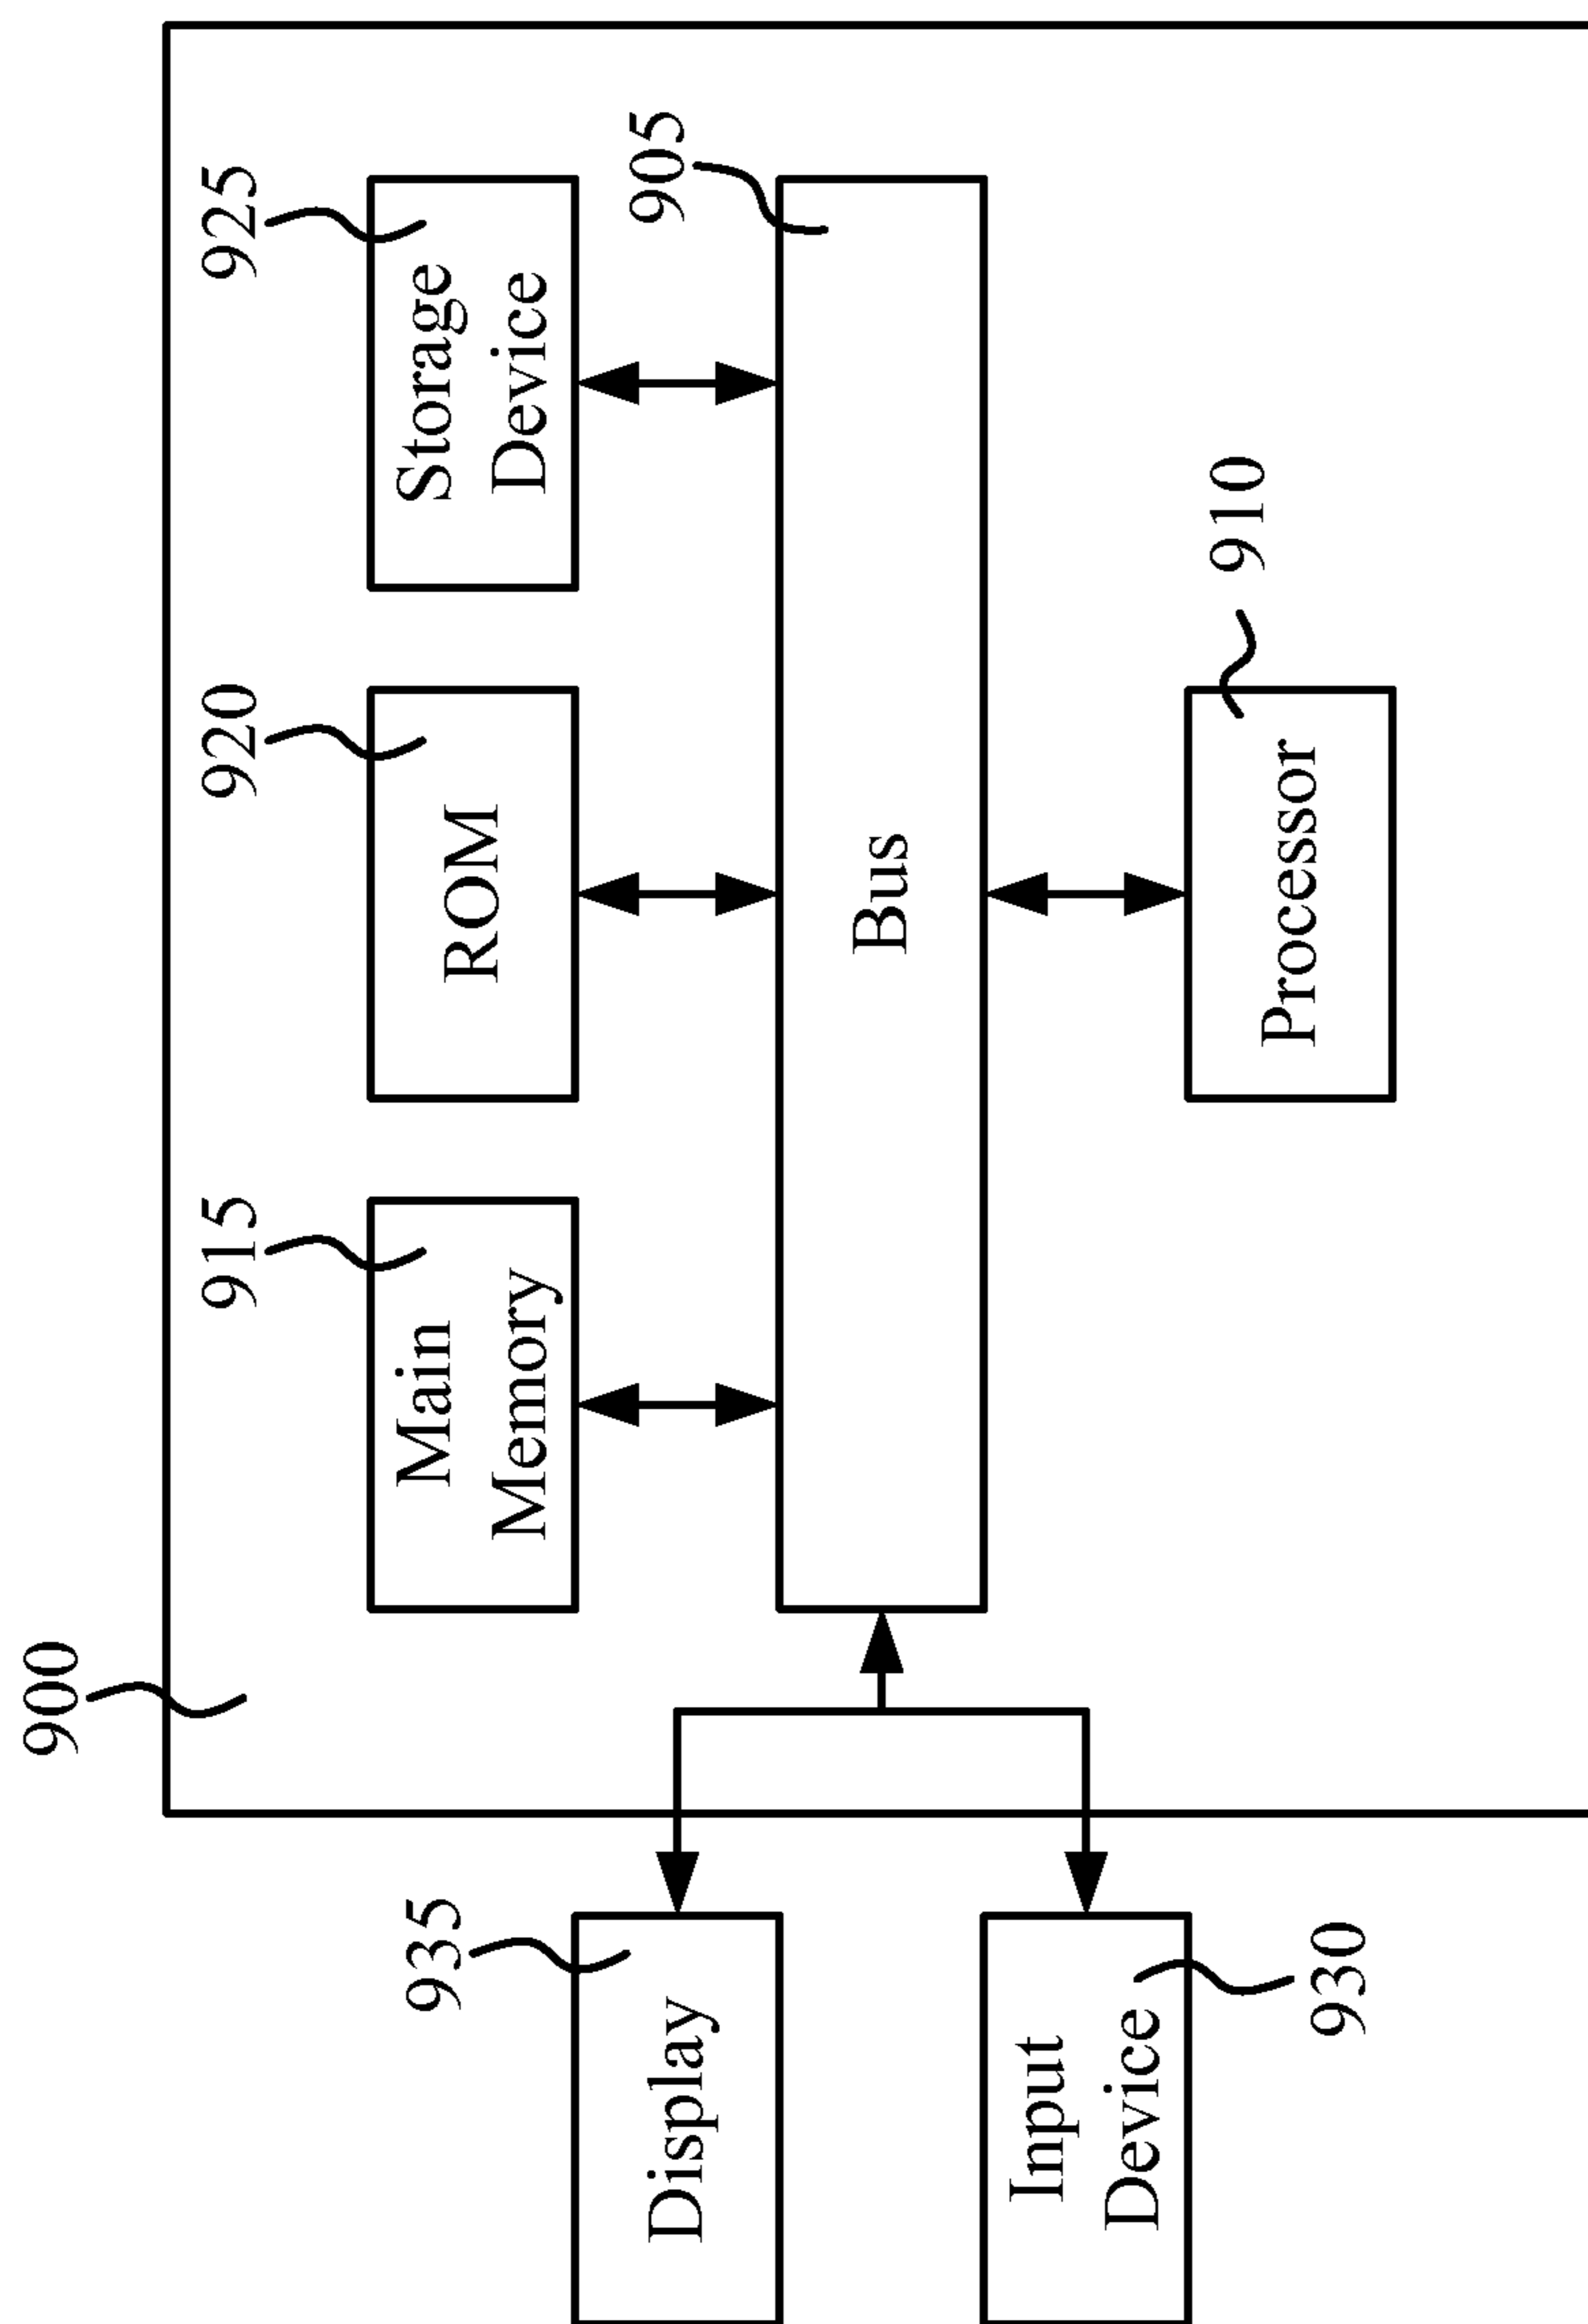 900
915
920
925
Main
Memory
ROM
Storage
Device
905
935
Display
Bus
Input
Device
930
910
Processor